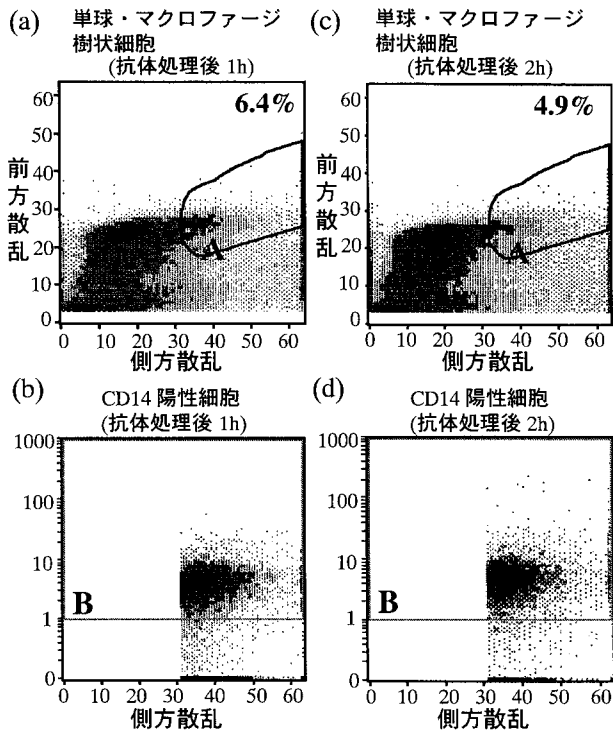 (a) 単球・マクロファージ
樹状細胞
(抗体処理後 1h)
6.4%
60
50
40
30
20
10
0
前方散乱
A
0 10 20 30 40 50 60
側方散乱
(c) 単球・マクロファージ
樹状細胞
(抗体処理後 2h)
4.9%
60
50
40
30
20
10
0
前方散乱
A
0 10 20 30 40 50 60
側方散乱
(b) CD14 陽性細胞
(抗体処理後 1h)
1000
100
10
1
0
B
0 10 20 30 40 50 60
側方散乱
(d) CD14 陽性細胞
(抗体処理後 2h)
1000
100
10
1
0
B
0 10 20 30 40 50 60
側方散乱